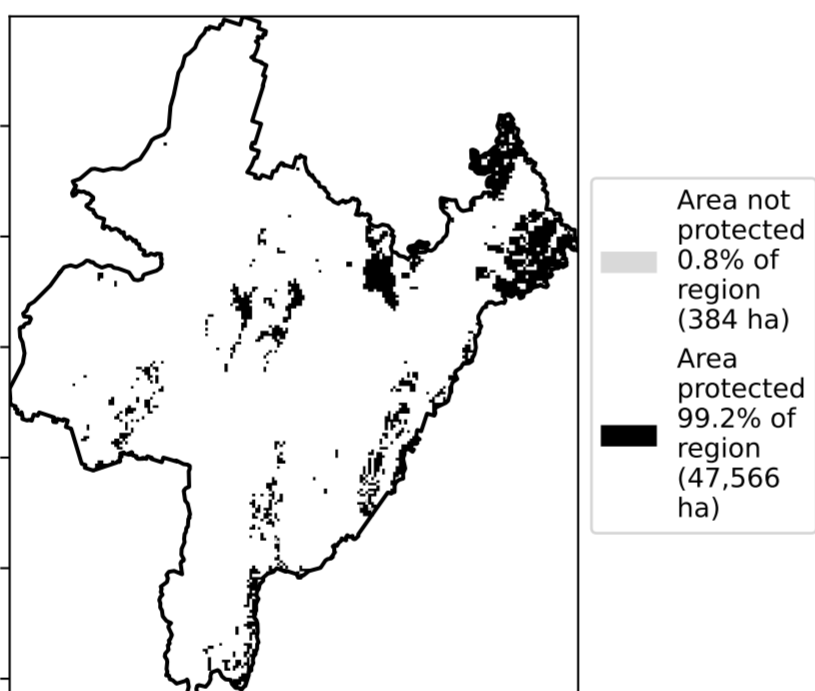 Area not
protected
0.8% of
region
(384 ha)
Area
protected
99.2% of
region
(47,566
ha)